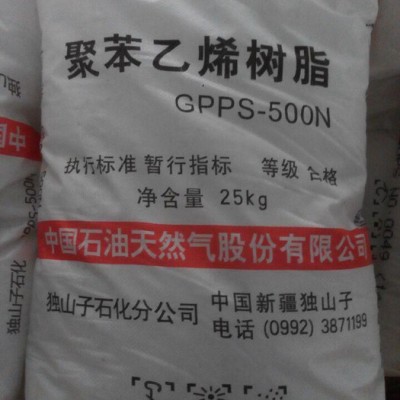 聚苯乙烯树脂
GPPS-500N
执行标准 暂行指标 等级 合格
净含量 25kg
中国石油天然气股份有限公司
独山子石化分公司
中国新疆独山子
电话 (0992) 3871199